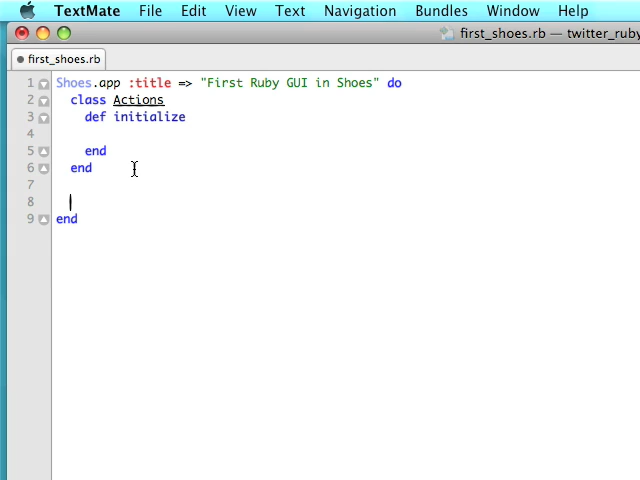 TextMate File Edit View Text Navigation Bundles Window Help
first_shoes.rb — twitter_ruby
first_shoes.rb
1 Shoes.app :title => "First Ruby GUI in Shoes" do
2 class Actions
3 def initialize
4
5 end
6 end
7
8
9 end